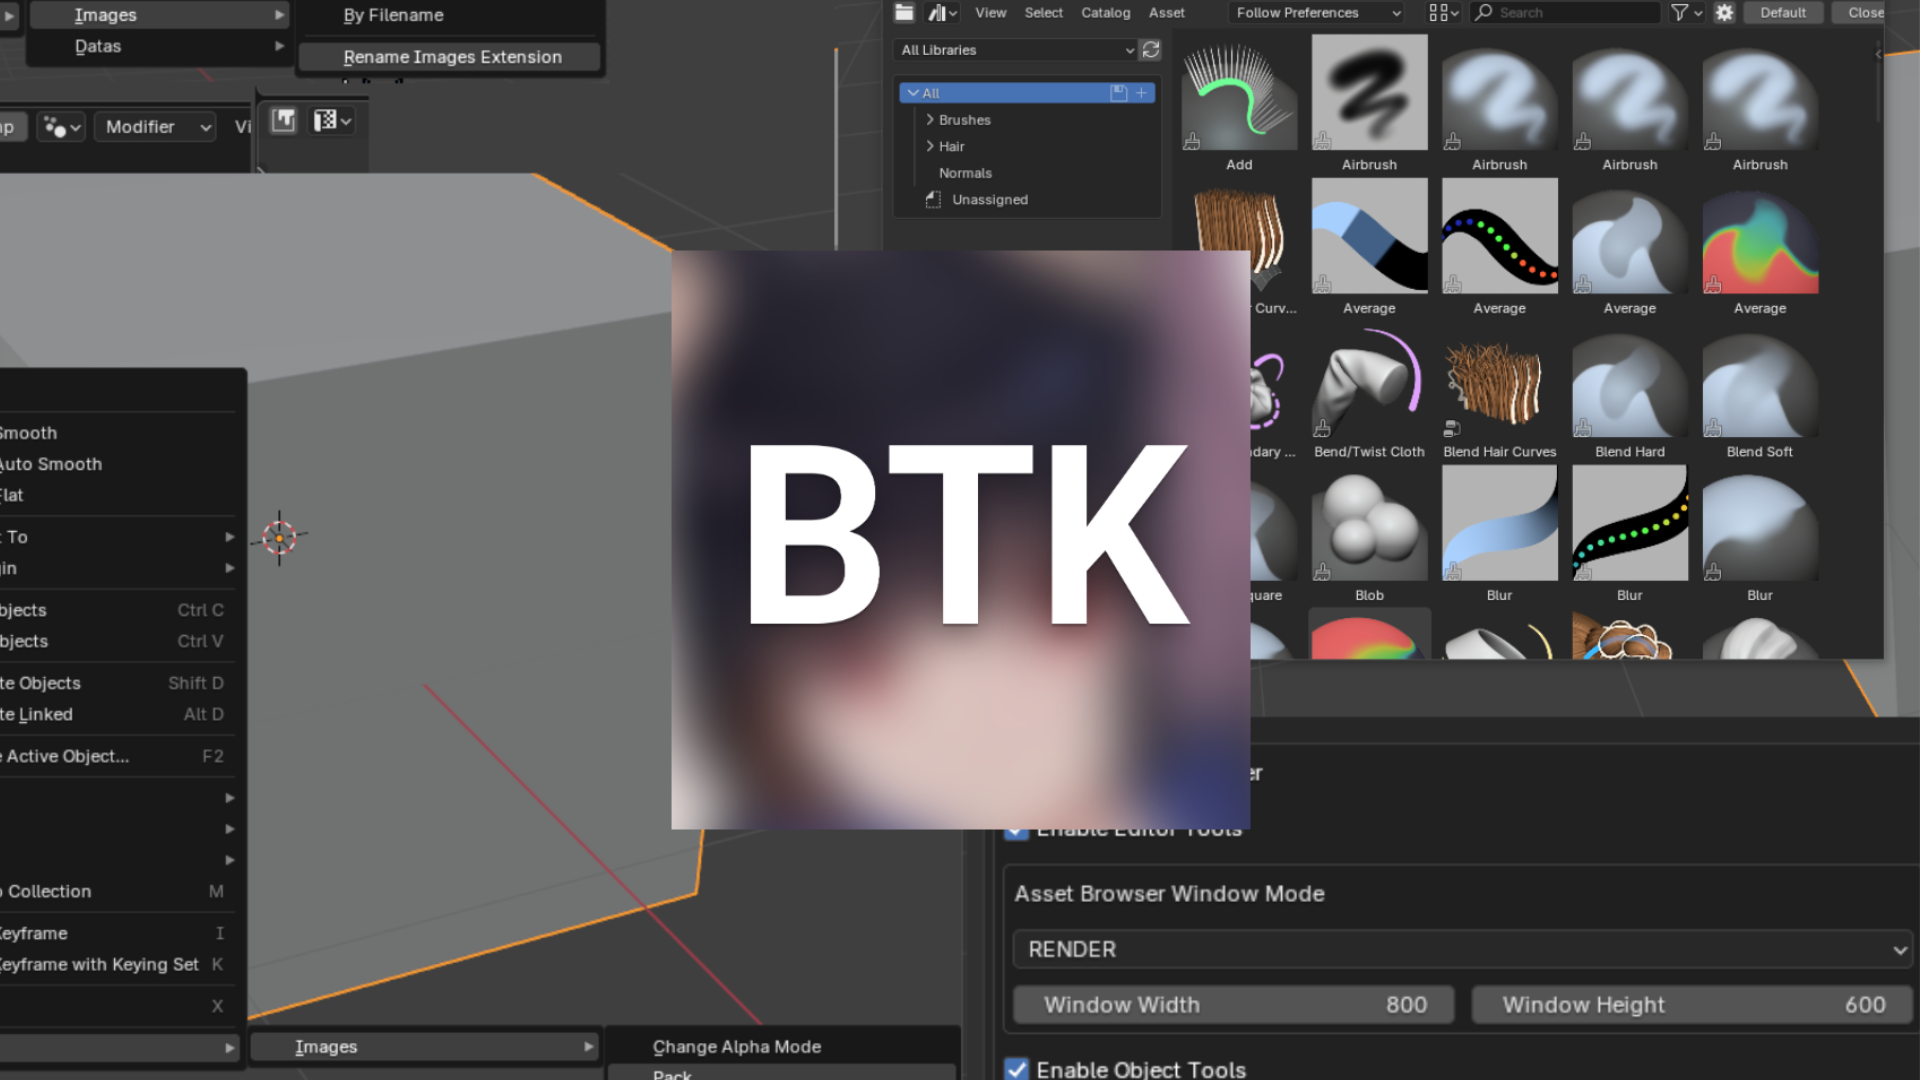 Images
Datas
By Filename
Rename Images Extension
Modifier
View Select Catalog Asset
Follow Preferences
Search
Default
Close
All Libraries
All
Brushes
Hair
Normals
Unassigned
Add
Airbrush
Airbrush
Airbrush
Airbrush
Curv...
Average
Average
Average
Average
dary ...
Bend/Twist Cloth
Blend Hair Curves
Blend Hard
Blend Soft
quare
Blob
Blur
Blur
Blur
BTK
Smooth
Auto Smooth
Flat
To
gin
bjects Ctrl C
bjects Ctrl V
te Objects Shift D
te Linked Alt D
Active Object... F2
Collection M
Keyframe I
Keyframe with Keying Set K
X
Images
Change Alpha Mode
Pack
er
Enable Editor Tools
Asset Browser Window Mode
RENDER
Window Width 800
Window Height 600
Enable Object Tools